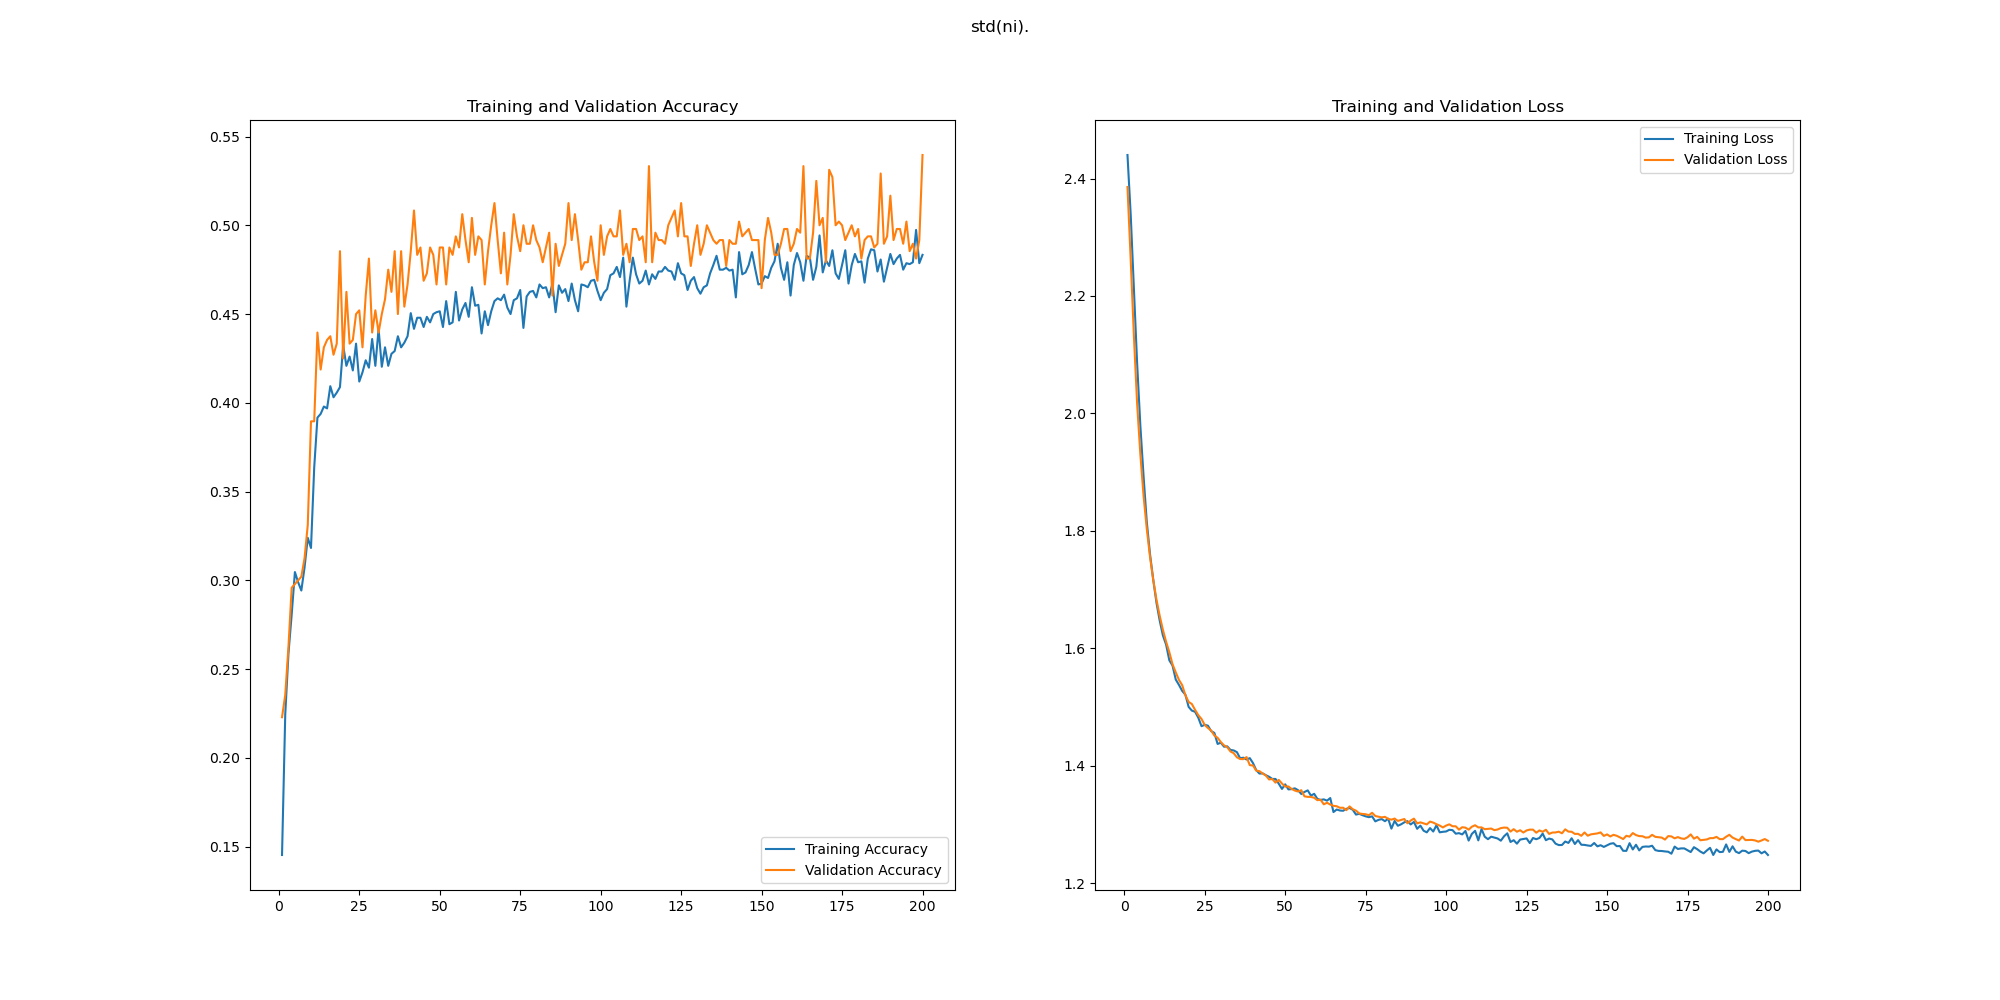 std(ni).
Training and Validation Accuracy
0.55
0.50
0.45
0.40
0.35
0.30
0.25
0.20
0.15
0 25 50 75 100 125 150 175 200
Training Accuracy
Validation Accuracy
Training and Validation Loss
2.4
2.2
2.0
1.8
1.6
1.4
1.2
0 25 50 75 100 125 150 175 200
Training Loss
Validation Loss